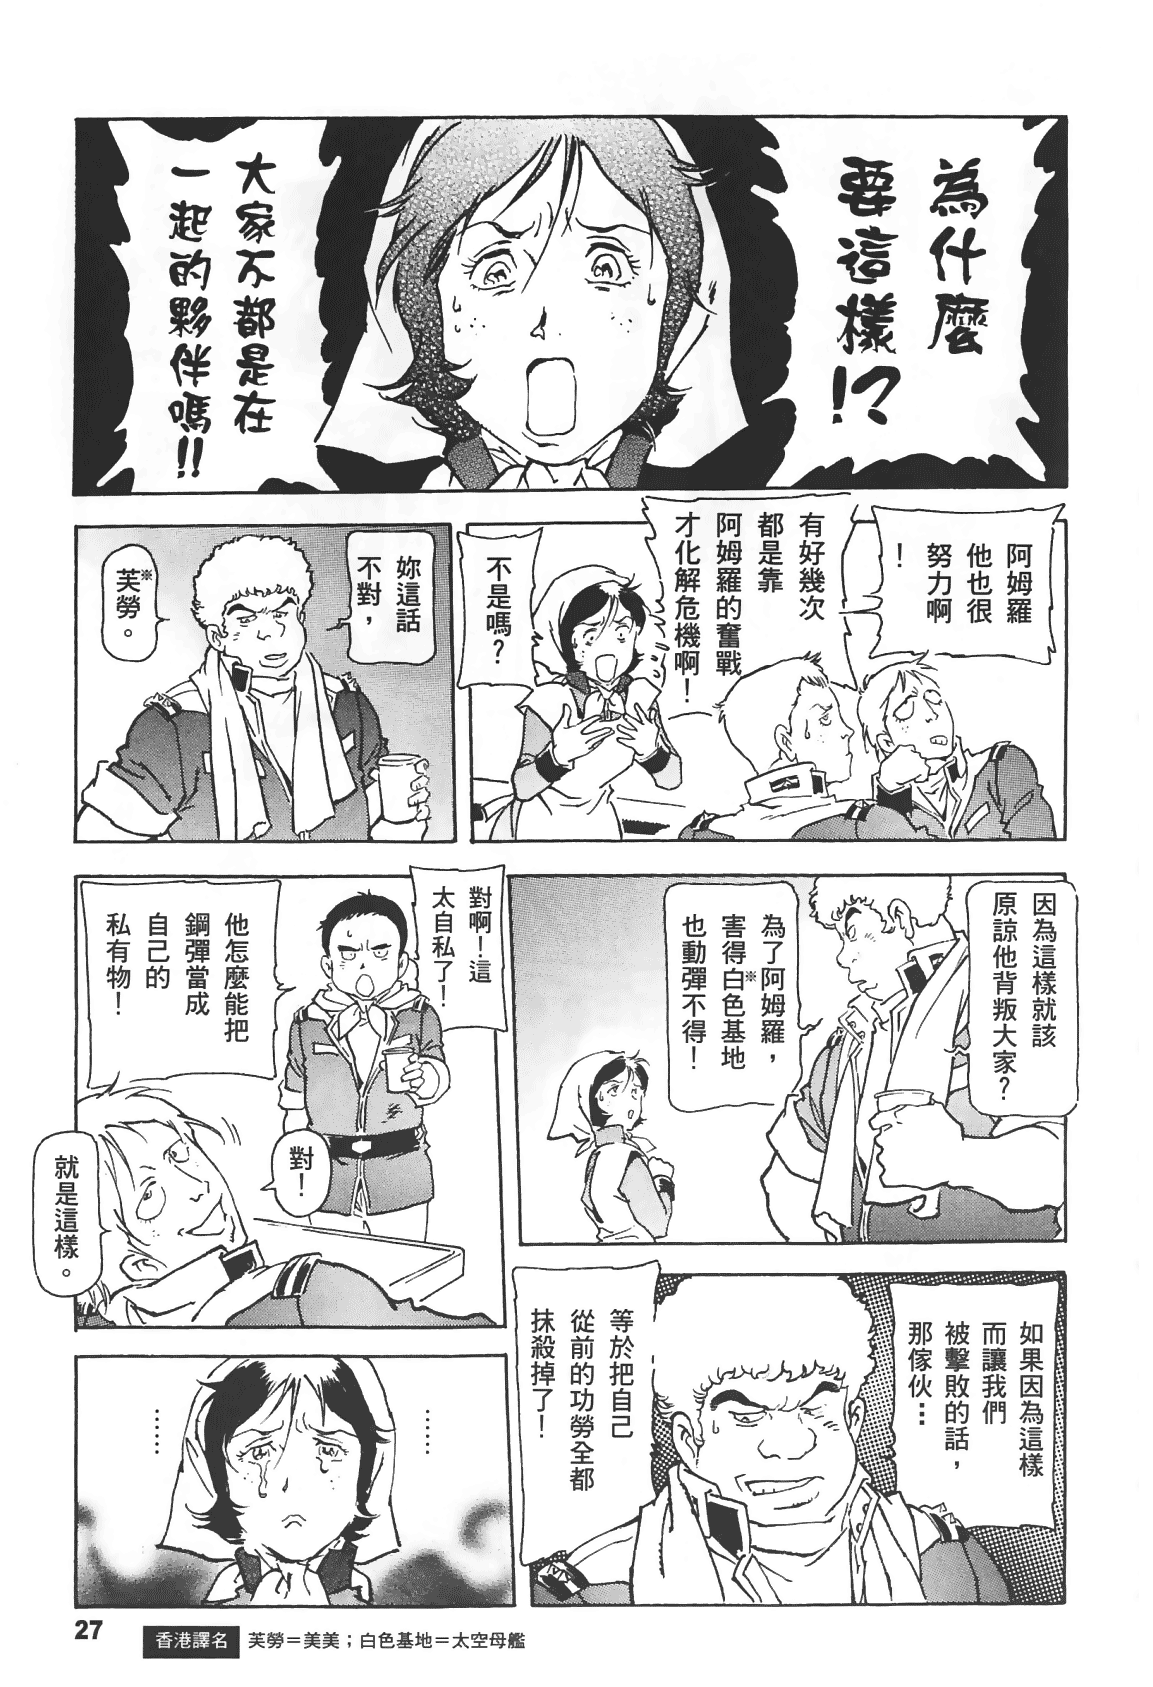 為什麼
要這樣!?
大家不都是在
一起的夥伴嗎!!
阿姆羅
他也很
努力啊
!
有好幾次
都是靠
阿姆羅的奮戰
才化解危機啊!
不是嗎?
妳這話
不對,
芙勞※。
因為這樣就該
原諒他背叛大家?
為了阿姆羅,
害得白※色基地
也動彈不得!
對啊!這
太自私了!
他怎麼能把
鋼彈當成
自己的
私有物!
對!
就是這樣。
如果因為這樣
而讓我們
被擊敗的話,
那傢伙…
等於把自己
從前的功勞全都
抹殺掉了!
……
……
27
香港譯名 芙勞=美美;白色基地=太空母艦